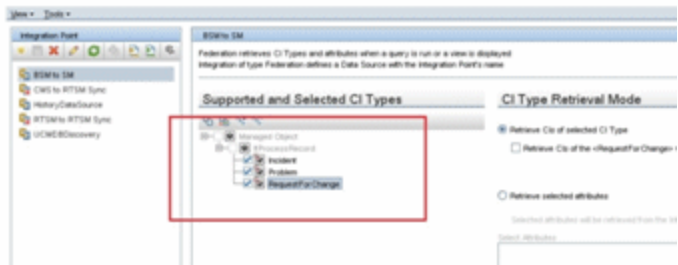 View Tools
Integration Point
BSM to SM
CMS to RTSM Sync
HistoryDataSource
RTSM to RTSM Sync
UCMDBDiscovery
BSM to SM
Federation retrieves CI Types and attributes when a query is run or a view is displayed
Integration of type Federation defines a Data Source with the Integration Point's name
Supported and Selected CI Types
Managed Object
BProcessRecord
Incident
Problem
RequestForChange
CI Type Retrieval Mode
Retrieve CIs of selected CI Type
Retrieve CIs of the <RequestForChange>
Retrieve selected attributes
Selected attributes will be retrieved from the
Select Attributes